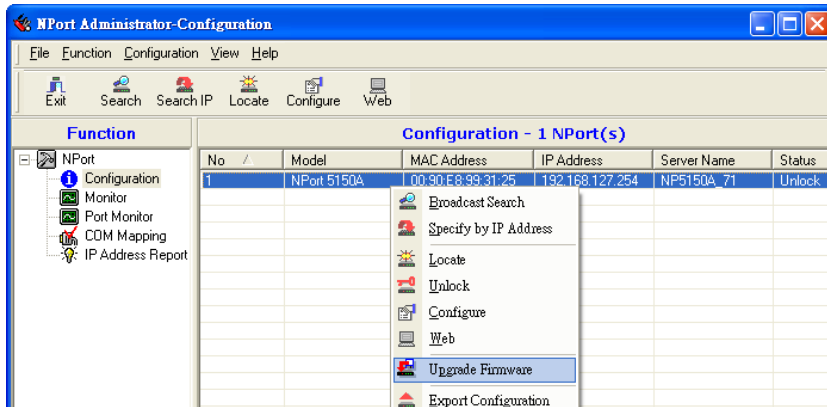 NPort Administrator-Configuration
File Function Configuration View Help
Exit Search Search IP Locate Configure Web
Function
Configuration - 1 NPort(s)
NPort
Configuration
Monitor
Port Monitor
COM Mapping
IP Address Report
No Model MAC Address IP Address Server Name Status
1 NPort 5150A 00:90:E8:99:31:25 192.168.127.254 NP5150A_71 Unlock
Broadcast Search
Specify by IP Address
Locate
Unlock
Configure
Web
Upgrade Firmware
Export Configuration